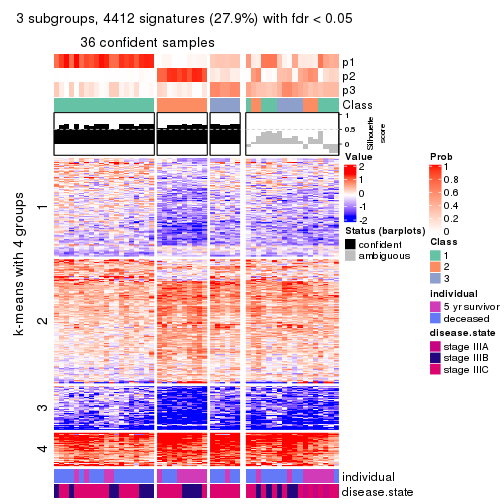 3 subgroups, 4412 signatures (27.9%) with fdr < 0.05
36 confident samples
p1
p2
p3
Class
1
0.5
0
Silhouette
score
k-means with 4 groups
1
2
3
4
individual
disease.state
Value
2
1
0
-1
-2
Status (barplots)
confident
ambiguous
Prob
1
0.8
0.6
0.4
0.2
0
Class
1
2
3
individual
5 yr survivor
deceased
disease.state
stage IIIA
stage IIIB
stage IIIC